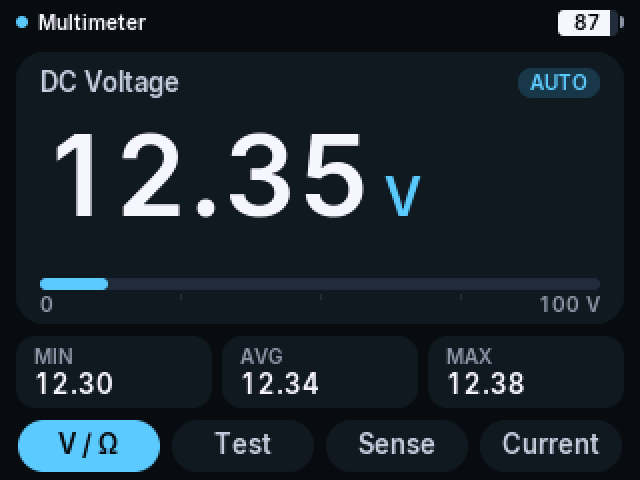 Multimeter 87
DC Voltage AUTO
12.35 V
0 100 V
MIN AVG MAX
12.30 12.34 12.38
V / Ω Test Sense Current